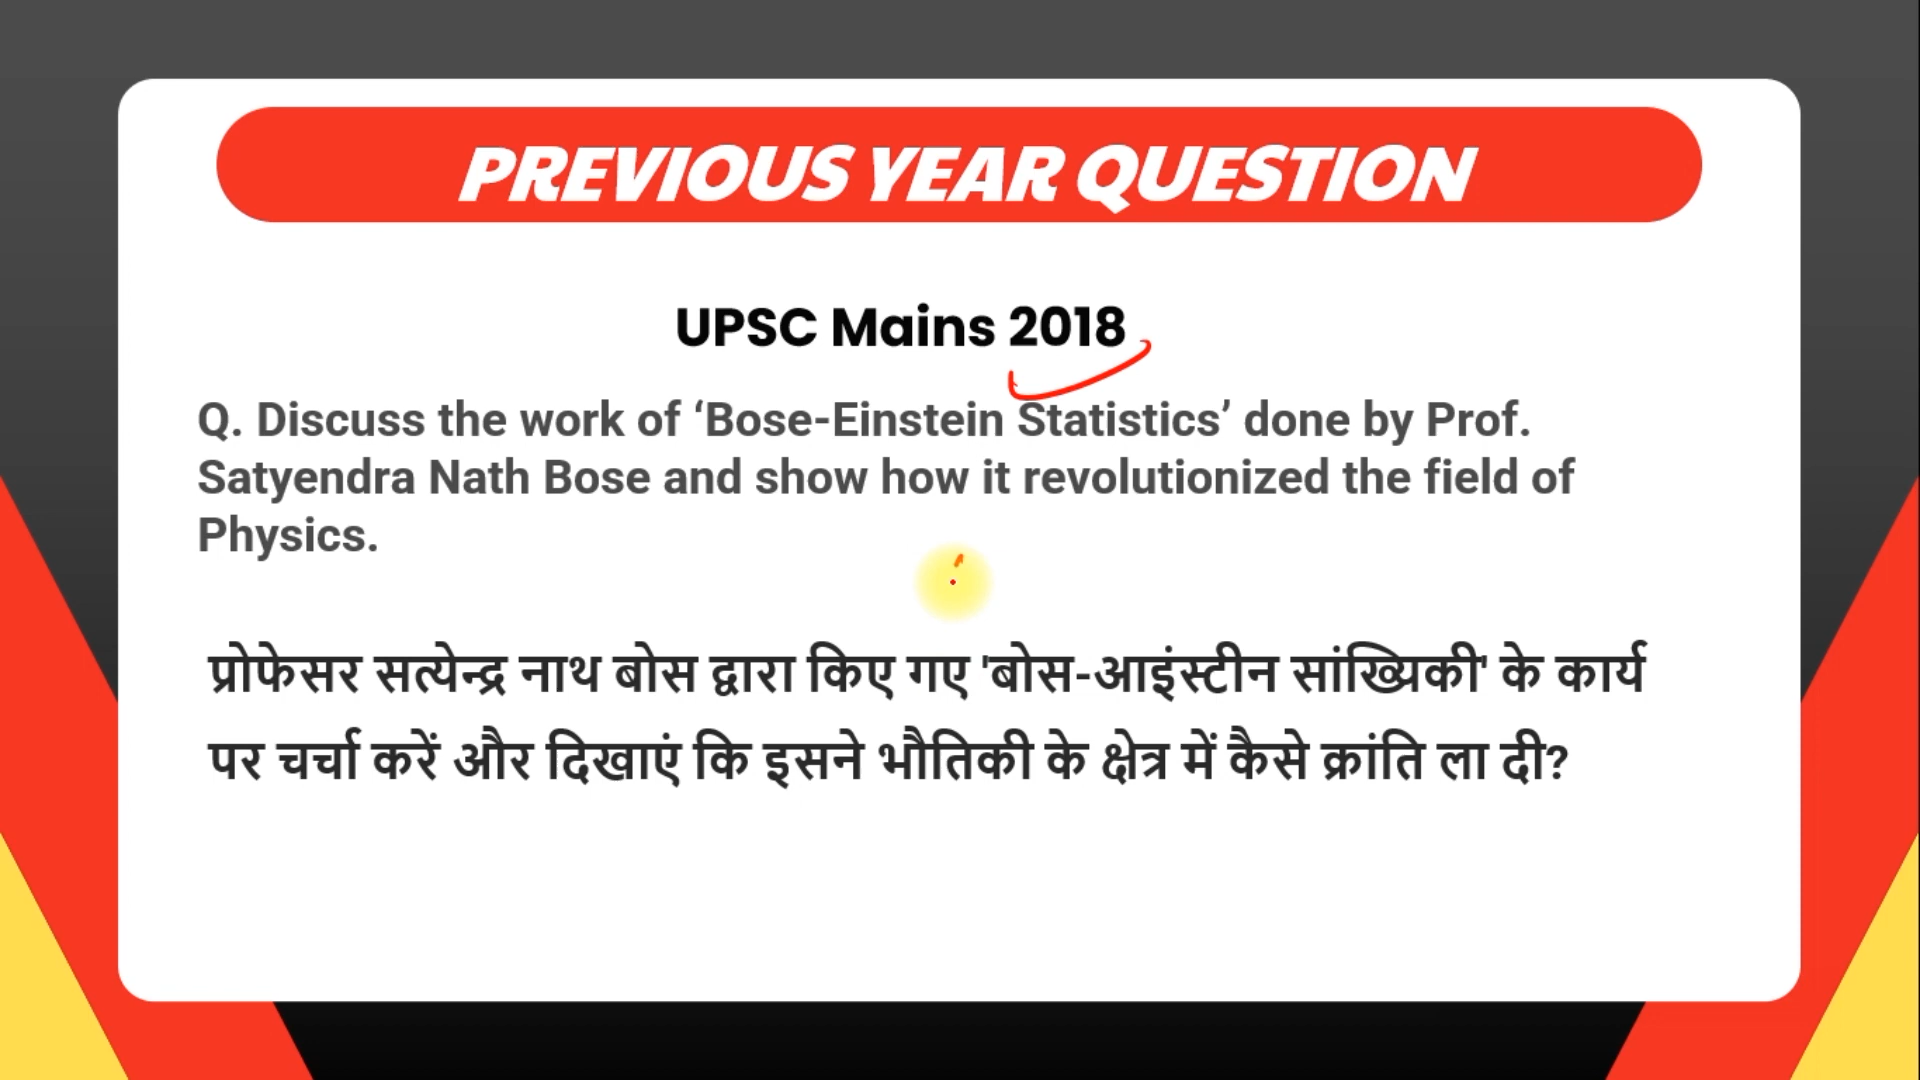 PREVIOUS YEAR QUESTION
UPSC Mains 2018
Q. Discuss the work of ‘Bose-Einstein Statistics’ done by Prof.
Satyendra Nath Bose and show how it revolutionized the field of
Physics.
प्रोफेसर सत्येन्द्र नाथ बोस द्वारा किए गए 'बोस-आइंस्टीन सांख्यिकी' के कार्य
पर चर्चा करें और दिखाएं कि इसने भौतिकी के क्षेत्र में कैसे क्रांति ला दी?